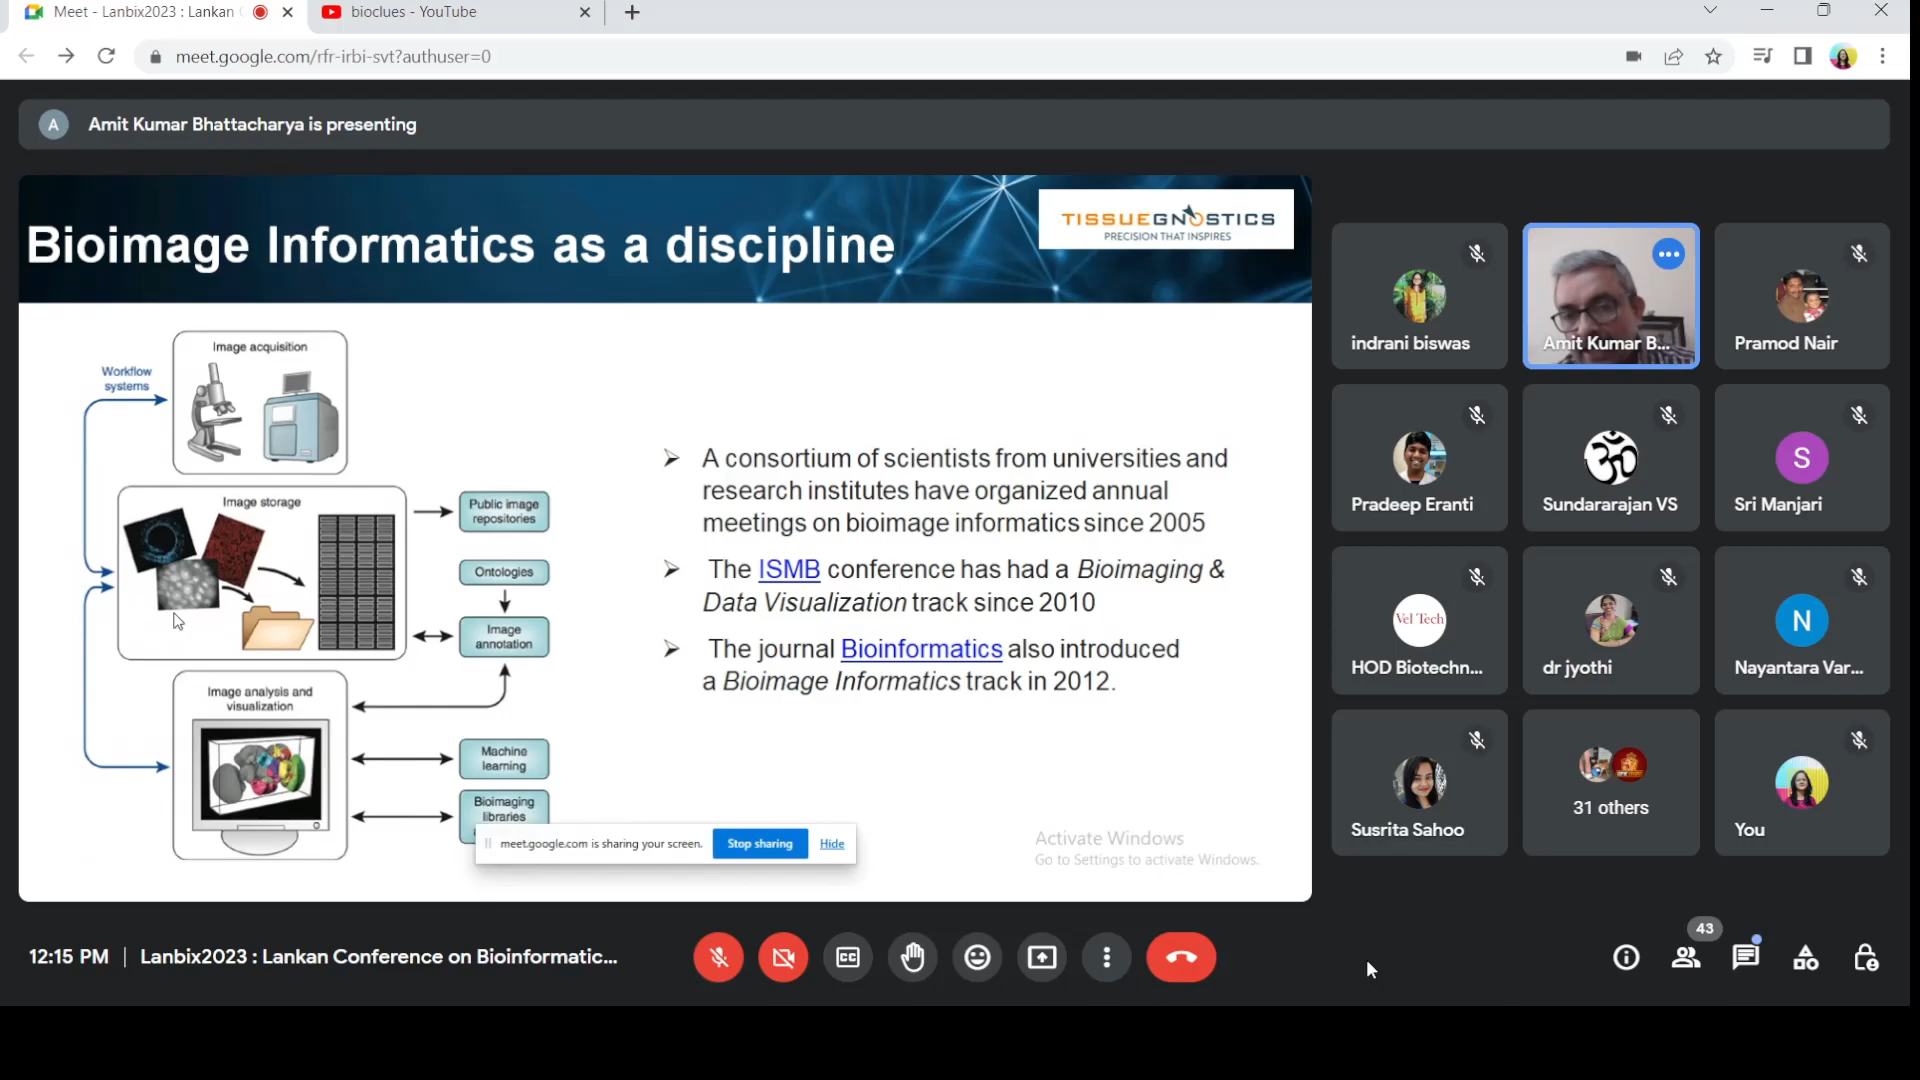 Meet - Lanbix2023 : Lankan
bioclues - YouTube
meet.google.com/rfr-irbi-svt?authuser=0
A
Amit Kumar Bhattacharya is presenting
Bioimage Informatics as a discipline
TISSUEGNOSTICS
PRECISION THAT INSPIRES
Image acquisition
Workflow
systems
Image storage
Public image
repositories
Ontologies
Image
annotation
Image analysis and
visualization
Machine
learning
Bioimaging
libraries
➢ A consortium of scientists from universities and
research institutes have organized annual
meetings on bioimage informatics since 2005
➢ The ISMB conference has had a Bioimaging &
Data Visualization track since 2010
➢ The journal Bioinformatics also introduced
a Bioimage Informatics track in 2012.
meet.google.com is sharing your screen.
Stop sharing
Hide
Activate Windows
Go to Settings to activate Windows.
indrani biswas
Amit Kumar B...
Pramod Nair
Pradeep Eranti
Sundararajan VS
S
Sri Manjari
Vel Tech
HOD Biotechn...
dr jyothi
N
Nayantara Var...
Susrita Sahoo
31 others
You
12:15 PM | Lanbix2023 : Lankan Conference on Bioinformatic...
CC
43